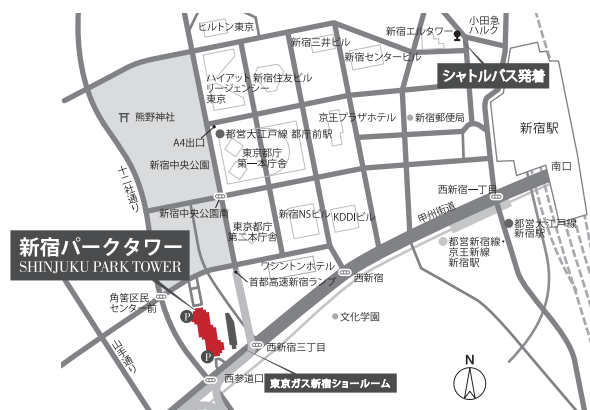 ヒルトン東京
新宿三井ビル
新宿エルタワー
小田急
ハルク
新宿センタービル
シャトルバス発着
ハイアット
リージェンシー
東京
新宿住友ビル
熊野神社
京王プラザホテル
新宿郵便局
新宿駅
A4出口
都営大江戸線 都庁前駅
東京都庁
第一本庁舎
新宿中央公園
南口
十二社通り
西新宿一丁目
新宿中央公園南
新宿NSビル
KDDIビル
甲州街道
都営大江戸線
新宿駅
東京都庁
第二本庁舎
都営新宿線・
京王新線
新宿駅
新宿パークタワー
SHINJUKU PARK TOWER
ワシントンホテル
首都高速新宿ランプ
西新宿
角筈区民
センター前
P
文化学園
山手通り
西新宿三丁目
P
N
西参道口
東京ガス新宿ショールーム